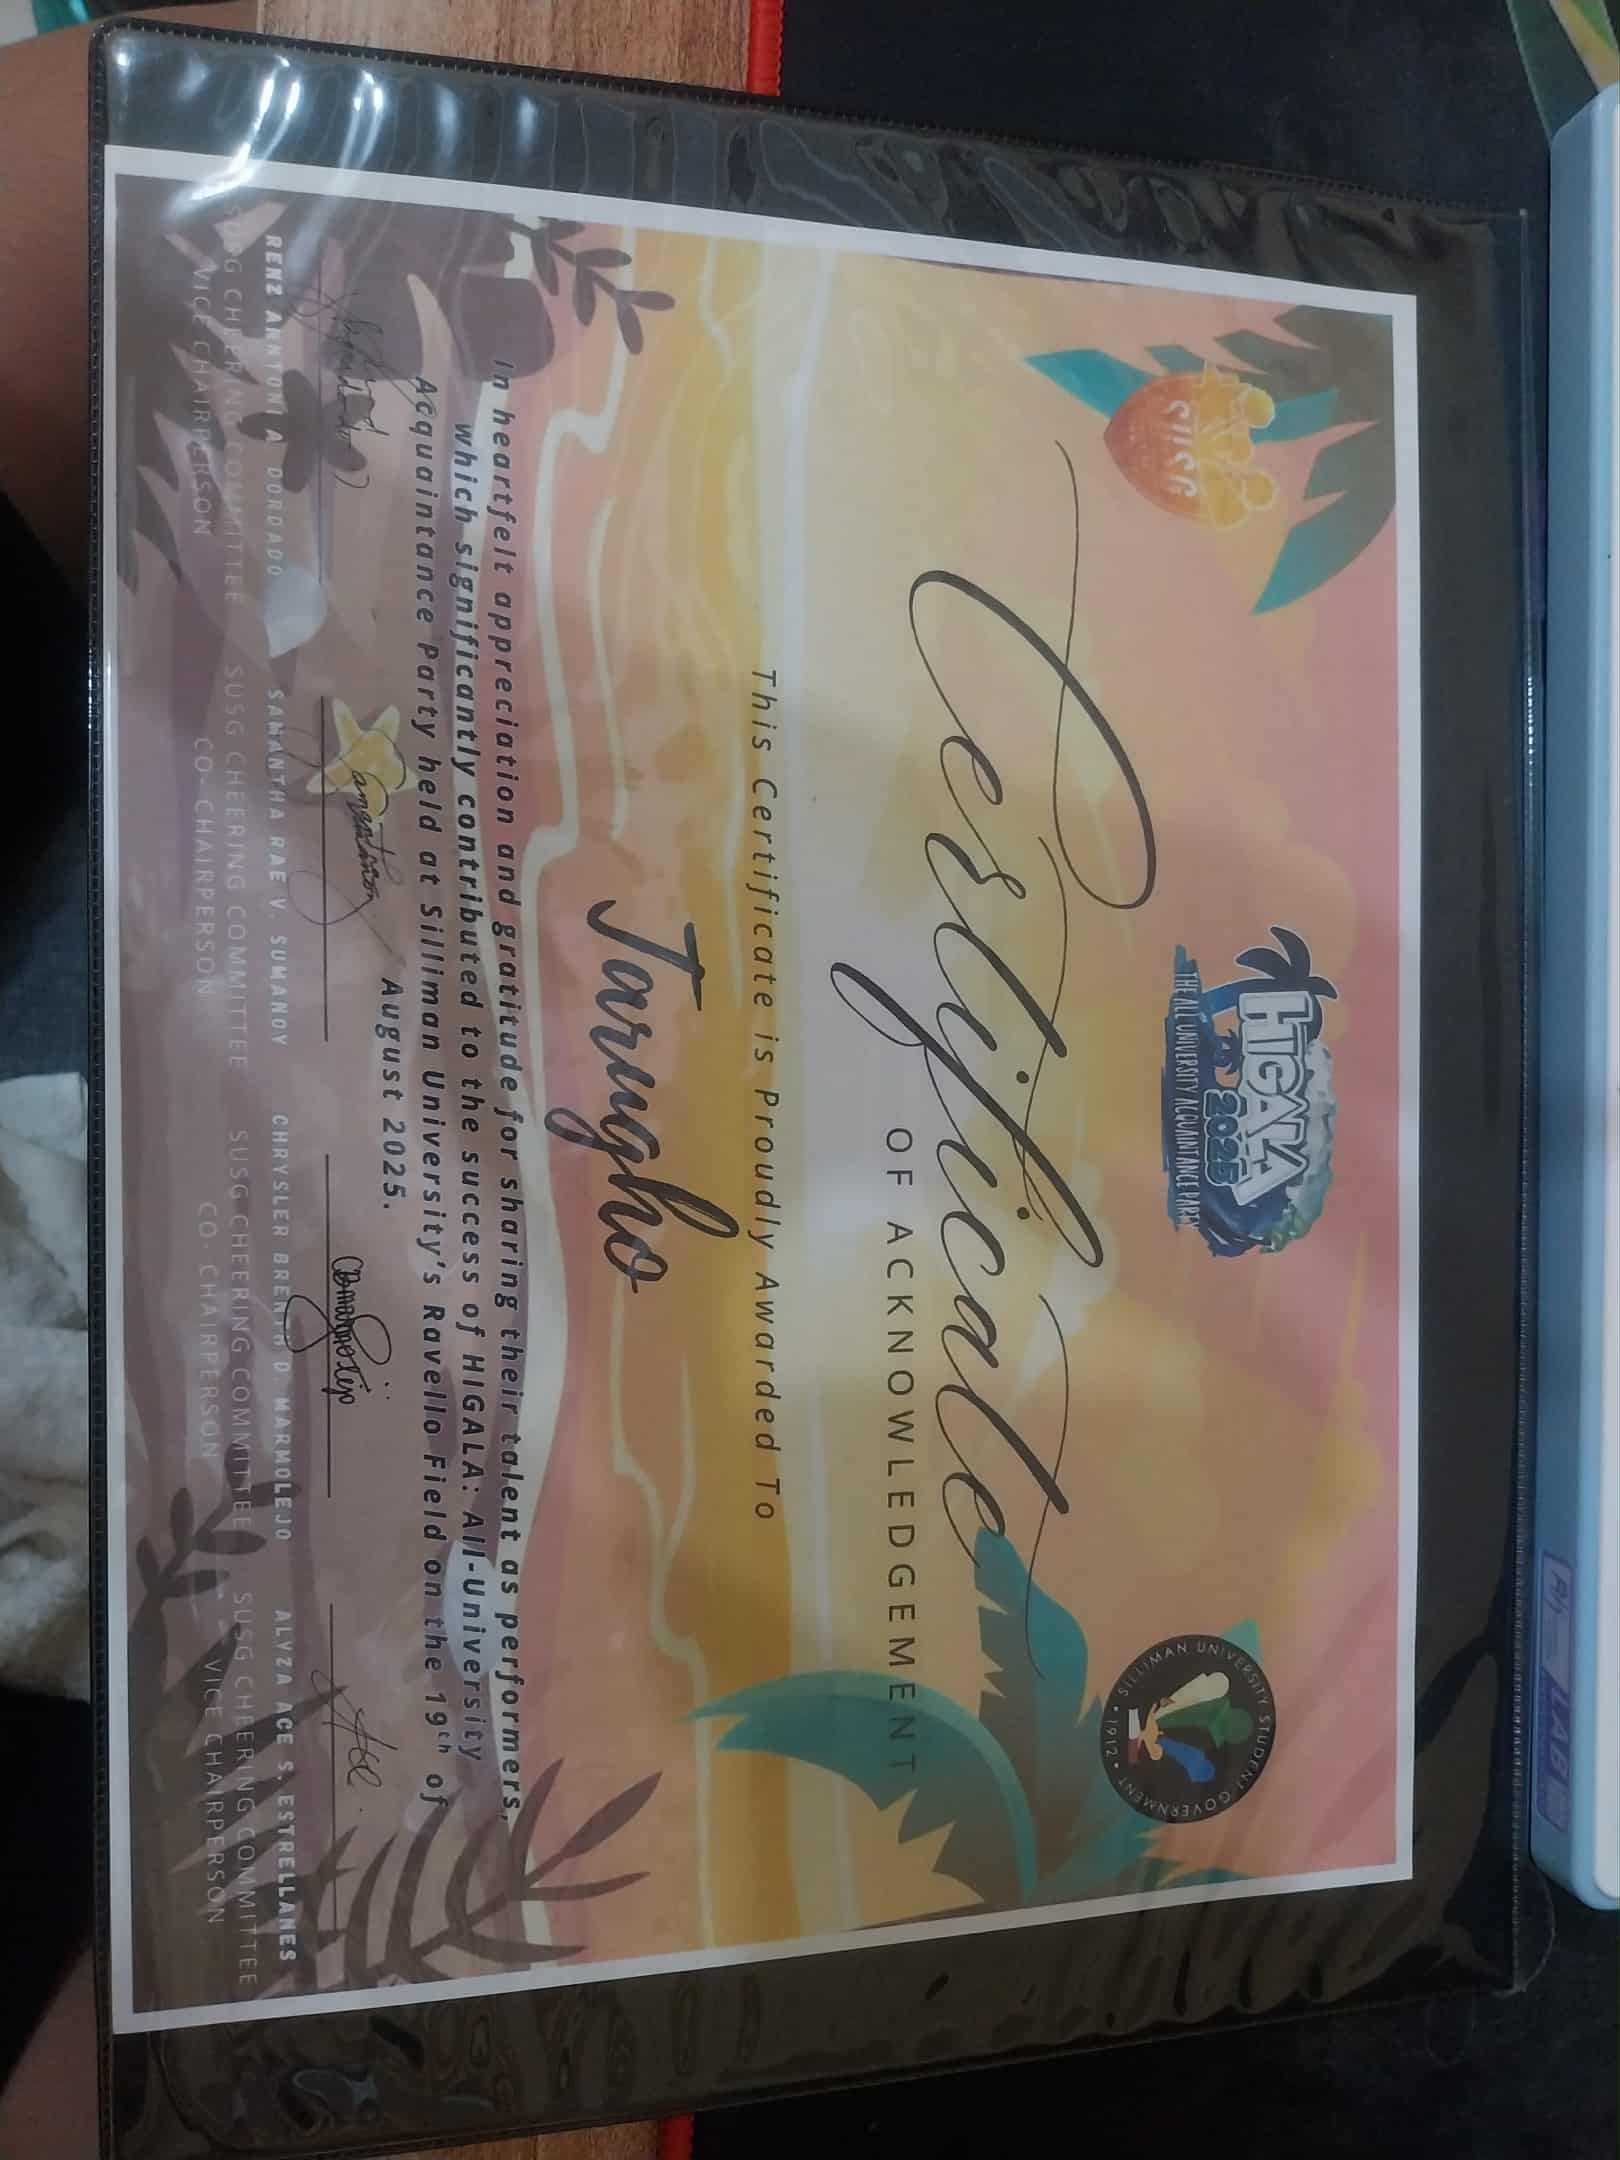 SUSG
HIGALA
2025
THE ALL UNIVERSITY ACQUAINTANCE PARTY
SILLIMAN UNIVERSITY STUDENT GOVERNMENT
• 1912 •
Certificate
OF ACKNOWLEDGEMENT
This Certificate is Proudly Awarded To
Jarugho
In heartfelt appreciation and gratitude for sharing their talent as performers,
which significantly contributed to the success of HIGALA: All-University
Acquaintance Party held at Silliman University's Ravello Field on the 19th of
August 2025.
RENZ ARNTONI A DORDADO SAMANTHA RAE V. SUMANOY CHRYSLER BRENTH D. MARMOLEJO ALYZA ACE S. ESTRELLANES
SUSG CHEERING COMMITTEE SUSG CHEERING COMMITTEE SUSG CHEERING COMMITTEE SUSG CHEERING COMMITTEE
VICE CHAIRPERSON CO-CHAIRPERSON CO-CHAIRPERSON VICE CHAIRPERSON
LAB